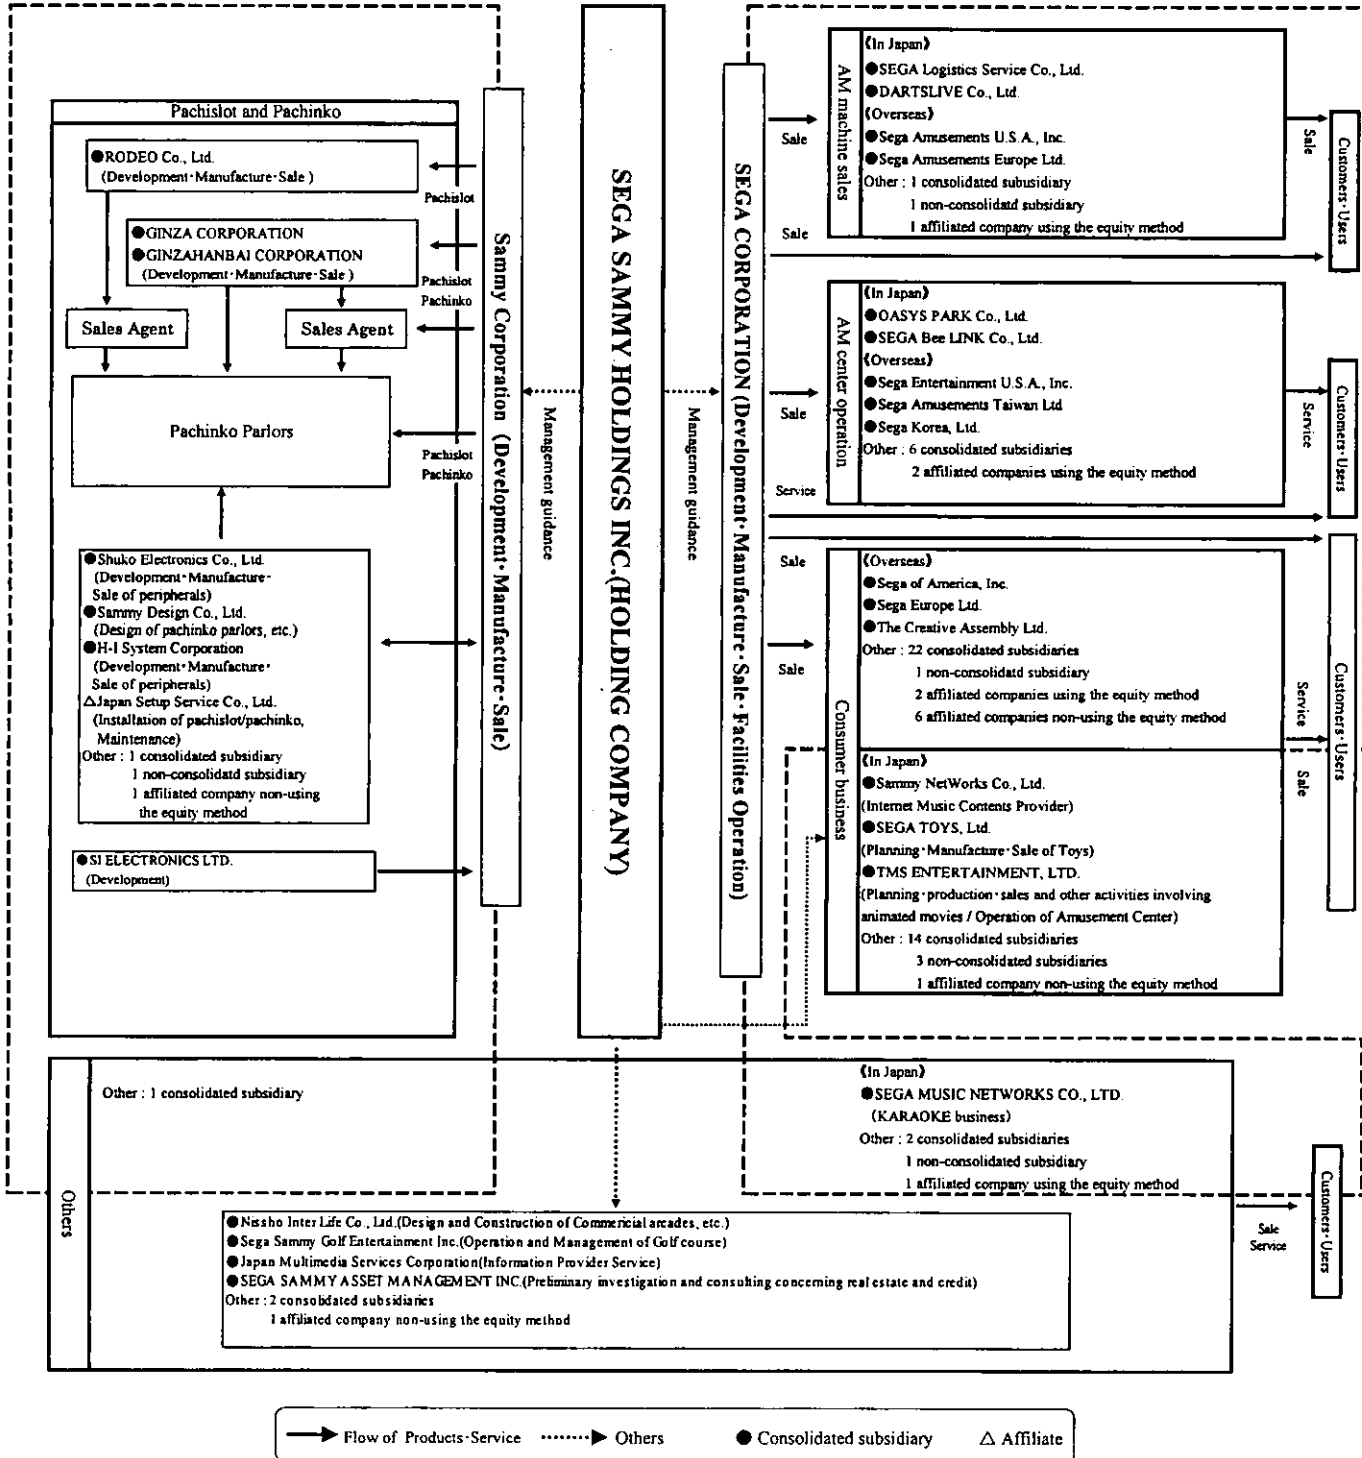 Pachislot and Pachinko
●RODEO Co., Ltd.
(Development・Manufacture・Sale )
Pachislot
●GINZA CORPORATION
●GINZAHANBAI CORPORATION
(Development・Manufacture・Sale )
Pachislot
Pachinko
Sales Agent
Sales Agent
Pachinko Parlors
Pachislot
Pachinko
●Shuko Electronics Co., Ltd.
(Development・Manufacture・
Sale of peripherals)
●Sammy Design Co., Ltd.
(Design of pachinko parlors, etc.)
●H-I System Corporation
(Development・Manufacture・
Sale of peripherals)
△Japan Setup Service Co., Ltd.
(Installation of pachislot/pachinko,
Maintenance)
Other : 1 consolidated subsidiary
1 non-consolidatd subsidiary
1 affiliated company non-using
the equity method
●SI ELECTRONICS LTD.
(Development)
Sammy Corporation (Development・Manufacture・Sale)
Management guidance
SEGA SAMMY HOLDINGS INC.(HOLDING COMPANY)
Management guidance
SEGA CORPORATION (Development・Manufacture・Sale・Facilities Operation)
Sale
Sale
AM machine sales
《In Japan》
●SEGA Logistics Service Co., Ltd.
●DARTSLIVE Co., Ltd.
《Overseas》
●Sega Amusements U.S.A., Inc.
●Sega Amusements Europe Ltd.
Other : 1 consolidated subusidiary
1 non-consolidatd subsidiary
1 affiliated company using the equity method
Sale
Customers・Users
Sale
Service
AM center operation
《In Japan》
●OASYS PARK Co., Ltd.
●SEGA Bee LINK Co., Ltd.
《Overseas》
●Sega Entertainment U.S.A., Inc.
●Sega Amusements Taiwan Ltd
●Sega Korea, Ltd.
Other : 6 consolidated subsidiaries
2 affiliated companies using the equity method
Service
Customers・Users
Sale
Sale
Consumer business
《Overseas》
●Sega of America, Inc.
●Sega Europe Ltd.
●The Creative Assembly Ltd.
Other : 22 consolidated subsidiaries
1 non-consolidatd subsidiary
2 affiliated companies using the equity method
6 affiliated companies non-using the equity method
《In Japan》
●Sammy NetWorks Co., Ltd.
(Internet Music Contents Provider)
●SEGA TOYS, Ltd.
(Planning・Manufacture・Sale of Toys)
●TMS ENTERTAINMENT, LTD.
(Planning・production・sales and other activities involving
animated movies / Operation of Amusement Center)
Other : 14 consolidated subsidiaries
3 non-consolidated subsidiaries
1 affiliated company non-using the equity method
Service
Sale
Customers・Users
Others
Other : 1 consolidated subsidiary
《In Japan》
●SEGA MUSIC NETWORKS CO., LTD.
(KARAOKE business)
Other : 2 consolidated subsidiaries
1 non-consolidated subsidiary
1 affiliated company using the equity method
●Nissho Inter Life Co., Ltd.(Design and Construction of Commericial arcades, etc.)
●Sega Sammy Golf Entertainment Inc.(Operation and Management of Golf course)
●Japan Multimedia Services Corporation(Information Provider Service)
●SEGA SAMMY ASSET MANAGEMENT INC.(Preliminary investigation and consulting concerning real estate and credit)
Other : 2 consolidated subsidiaries
1 affiliated company non-using the equity method
Sale
Service
Customers・Users
Flow of Products・Service
Others
● Consolidated subsidiary
△ Affiliate